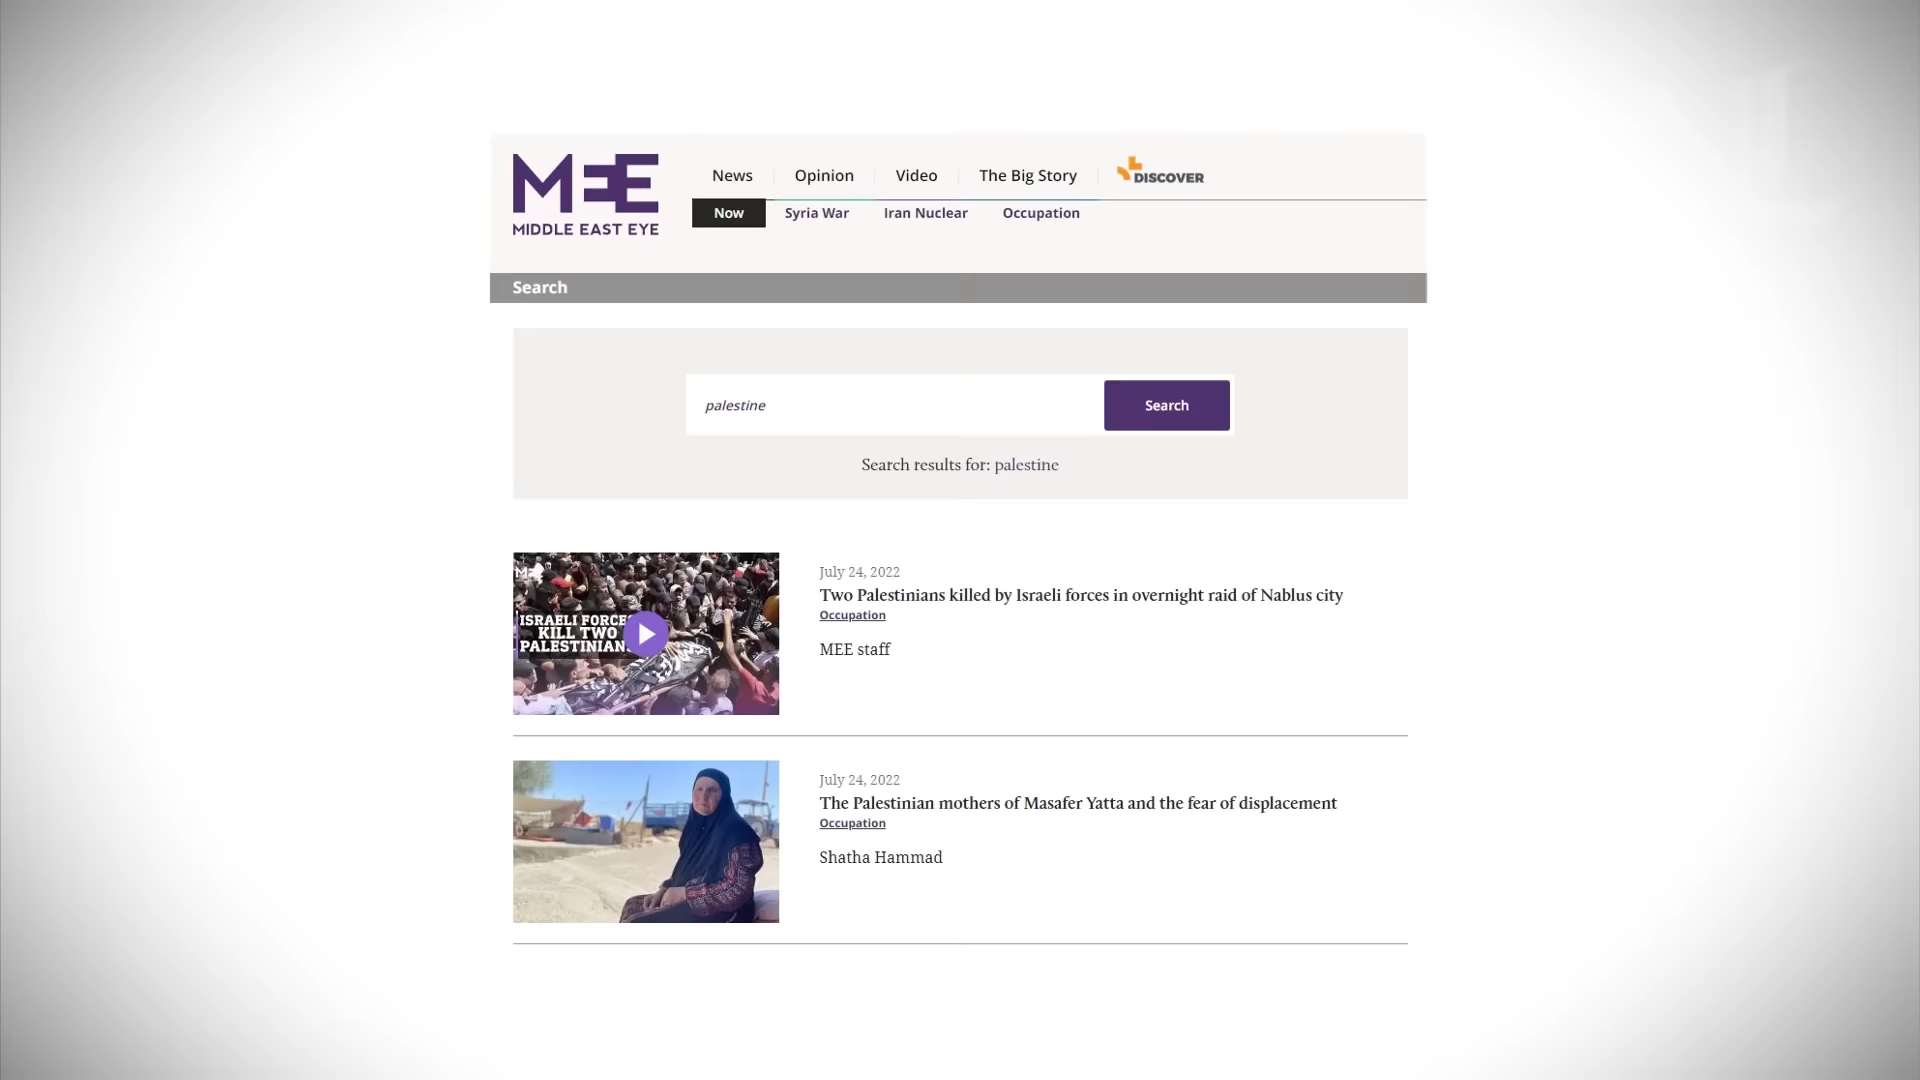 MEE
MIDDLE EAST EYE
News
Opinion
Video
The Big Story
DISCOVER
Now
Syria War
Iran Nuclear
Occupation
Search
palestine
Search
Search results for: palestine
ISRAELI FORCES
KILL TWO
PALESTINIANS
July 24, 2022
Two Palestinians killed by Israeli forces in overnight raid of Nablus city
Occupation
MEE staff
July 24, 2022
The Palestinian mothers of Masafer Yatta and the fear of displacement
Occupation
Shatha Hammad